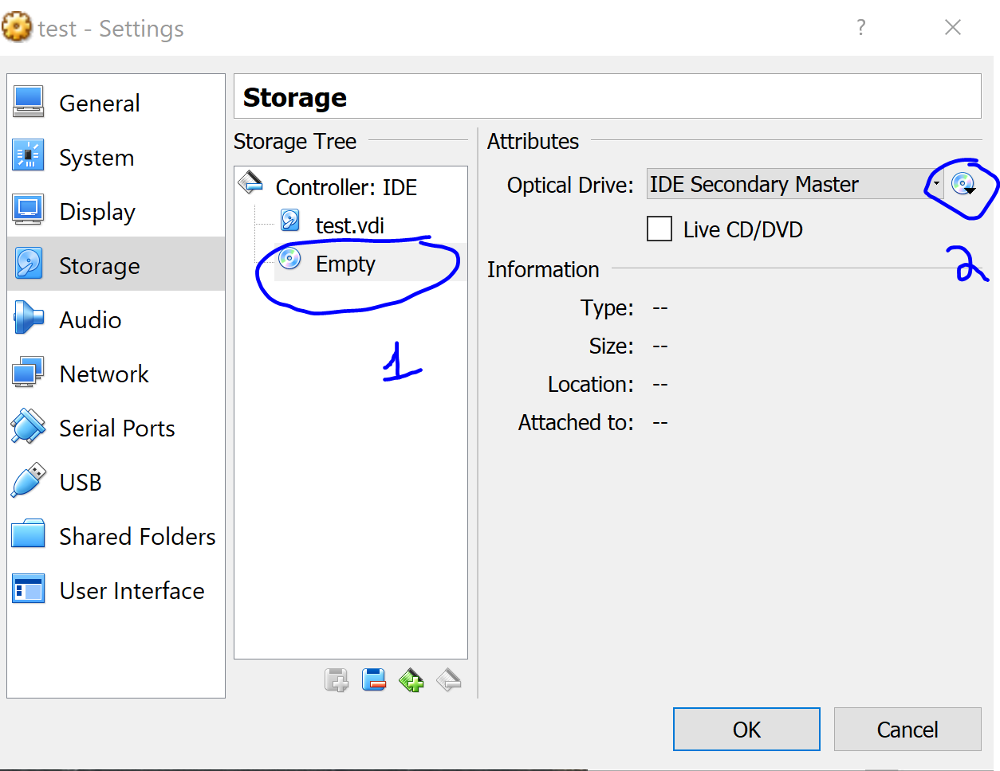 test - Settings
?
General
System
Display
Storage
Audio
Network
Serial Ports
USB
Shared Folders
User Interface
Storage
Storage Tree
Controller: IDE
test.vdi
Empty
1
Attributes
Optical Drive: IDE Secondary Master
Live CD/DVD
2
Information
Type: --
Size: --
Location: --
Attached to: --
OK
Cancel